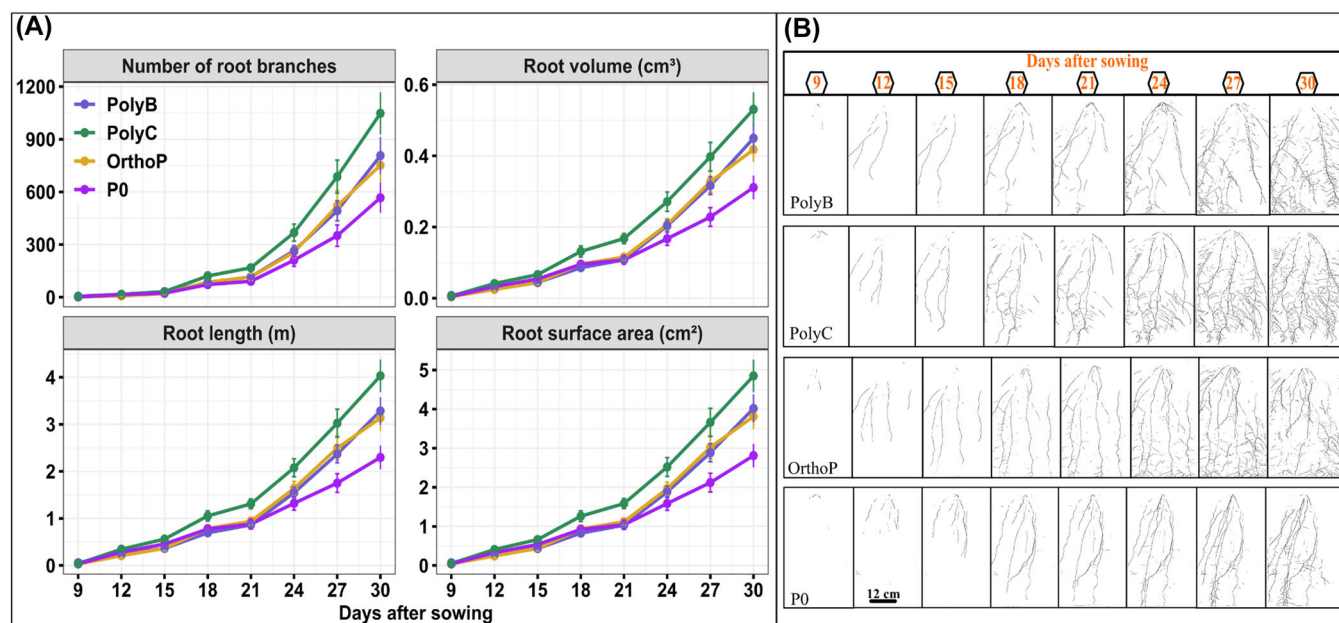 (A)
Number of root branches
Root volume (cm³)
1200
900
600
300
0
PolyB
PolyC
OrthoP
P0
0.6
0.4
0.2
0.0
Root length (m)
Root surface area (cm²)
4
3
2
1
0
5
4
3
2
1
0
9 12 15 18 21 24 27 30
9 12 15 18 21 24 27 30
Days after sowing
(B)
Days after sowing
9 12 15 18 21 24 27 30
PolyB
PolyC
OrthoP
P0
12 cm